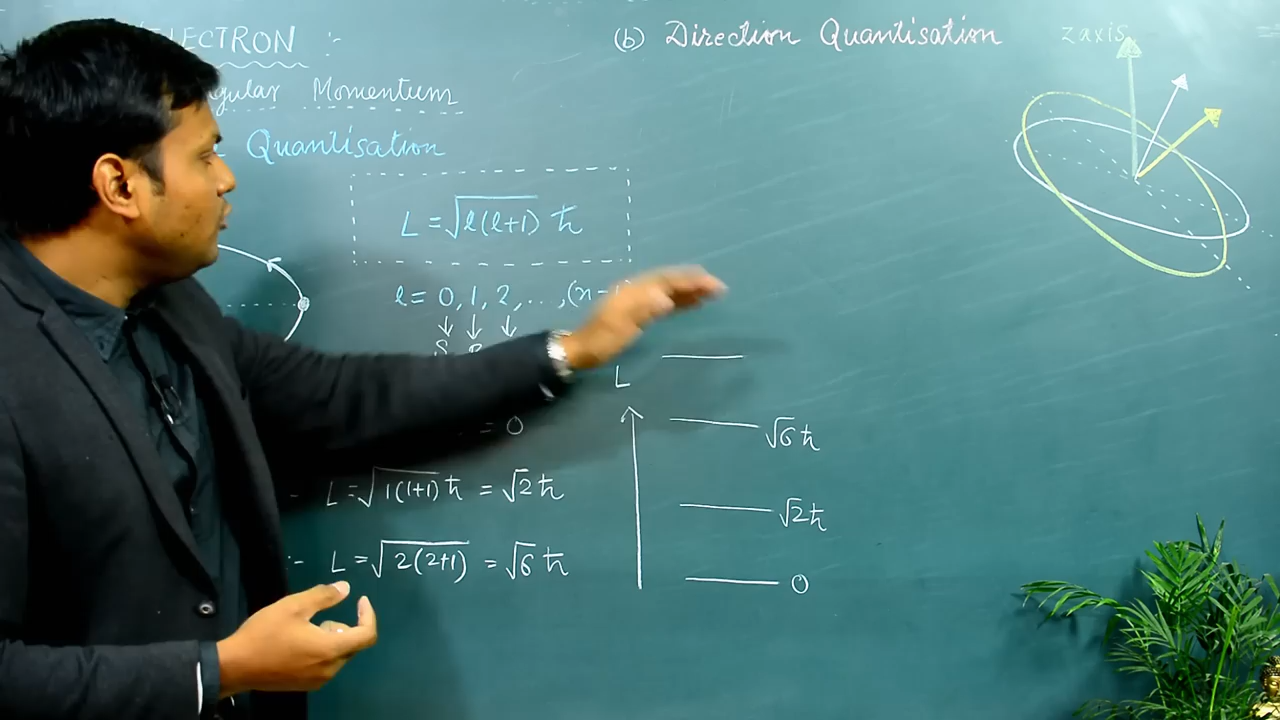 ELECTRON :-
gular Momentum
Quantisation
L = √l(l+1) ħ
l = 0, 1, 2, ..., (n-1)
↓ ↓ ↓
S
= 0
- L = √1(1+1) ħ = √2 ħ
:- L = √2(2+1) = √6 ħ
(b) Direction Quantisation
z axis
L
√6 ħ
√2 ħ
0